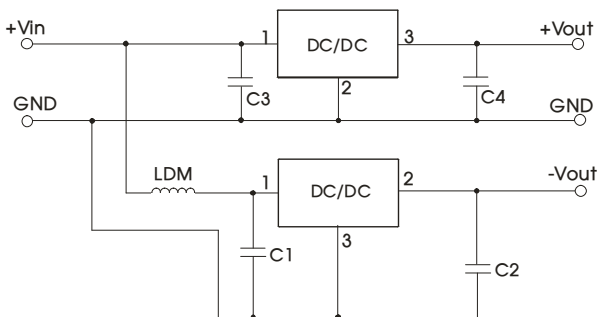 +Vin
1
DC/DC
3
+Vout
2
C3
C4
GND
GND
LDM
1
DC/DC
2
-Vout
3
C1
C2